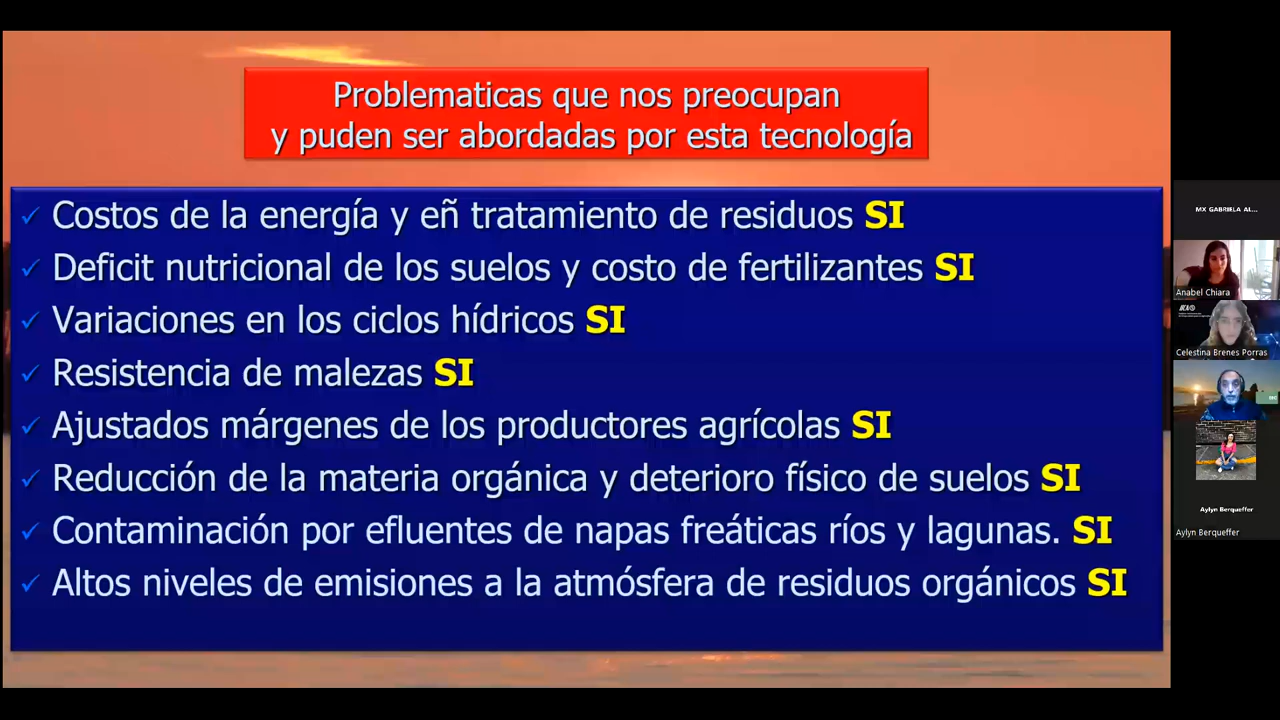 Problematicas que nos preocupan
y puden ser abordadas por esta tecnología
Costos de la energía y eñ tratamiento de residuos SI
Deficit nutricional de los suelos y costo de fertilizantes SI
Variaciones en los ciclos hídricos SI
Resistencia de malezas SI
Ajustados márgenes de los productores agrícolas SI
Reducción de la materia orgánica y deterioro físico de suelos SI
Contaminación por efluentes de napas freáticas ríos y lagunas. SI
Altos niveles de emisiones a la atmósfera de residuos orgánicos SI
MX GABRIELA AL...
Anabel Chiara
Celestina Brenes Porras
Aylyn Berqueffer
Aylyn Berqueffer